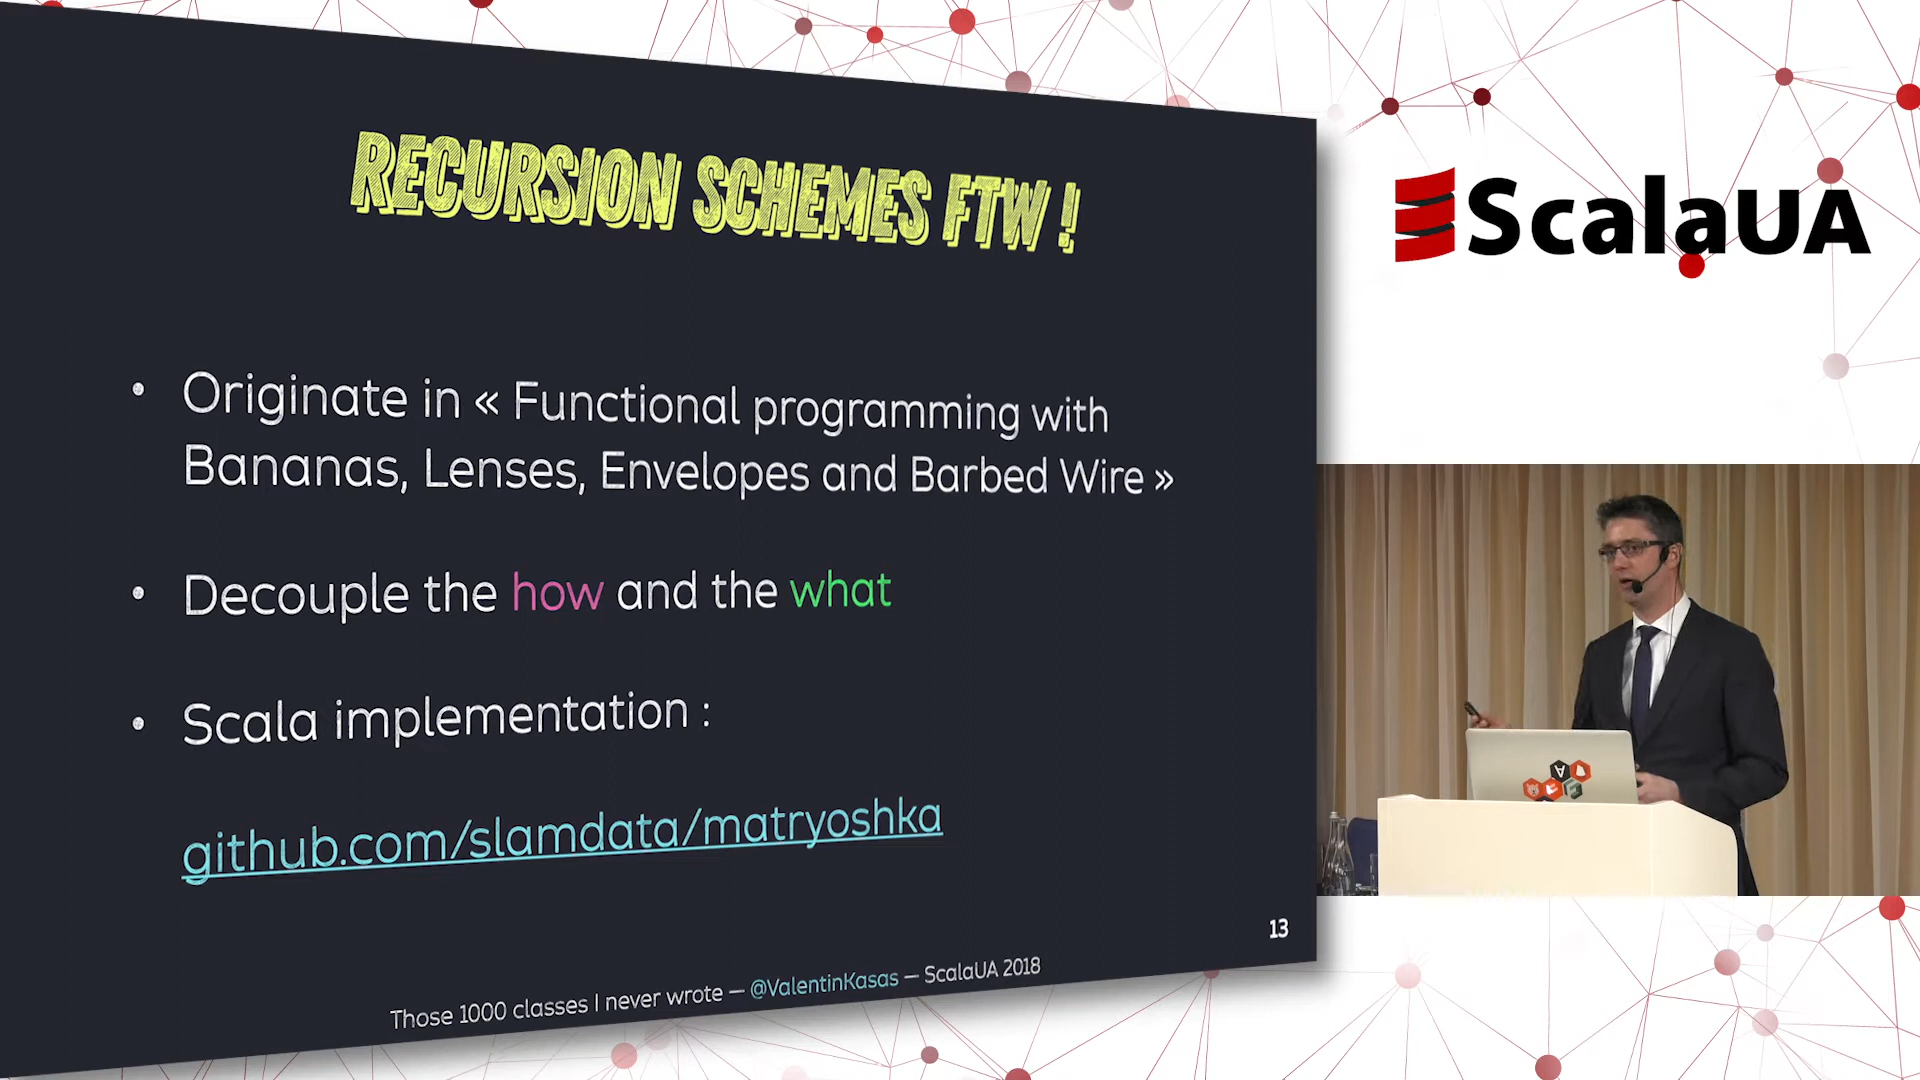 RECURSION SCHEMES FTW !
• Originate in « Functional programming with
Bananas, Lenses, Envelopes and Barbed Wire »
• Decouple the how and the what
• Scala implementation :
github.com/slamdata/matryoshka
13
Those 1000 classes I never wrote – @ValentinKasas – ScalaUA 2018
ScalaUA